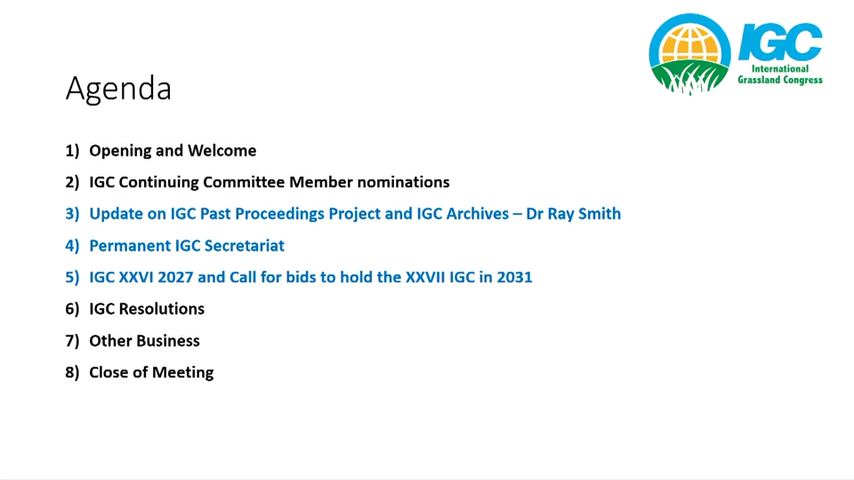 IGC
International
Grassland Congress
Agenda
1) Opening and Welcome
2) IGC Continuing Committee Member nominations
3) Update on IGC Past Proceedings Project and IGC Archives – Dr Ray Smith
4) Permanent IGC Secretariat
5) IGC XXVI 2027 and Call for bids to hold the XXVII IGC in 2031
6) IGC Resolutions
7) Other Business
8) Close of Meeting